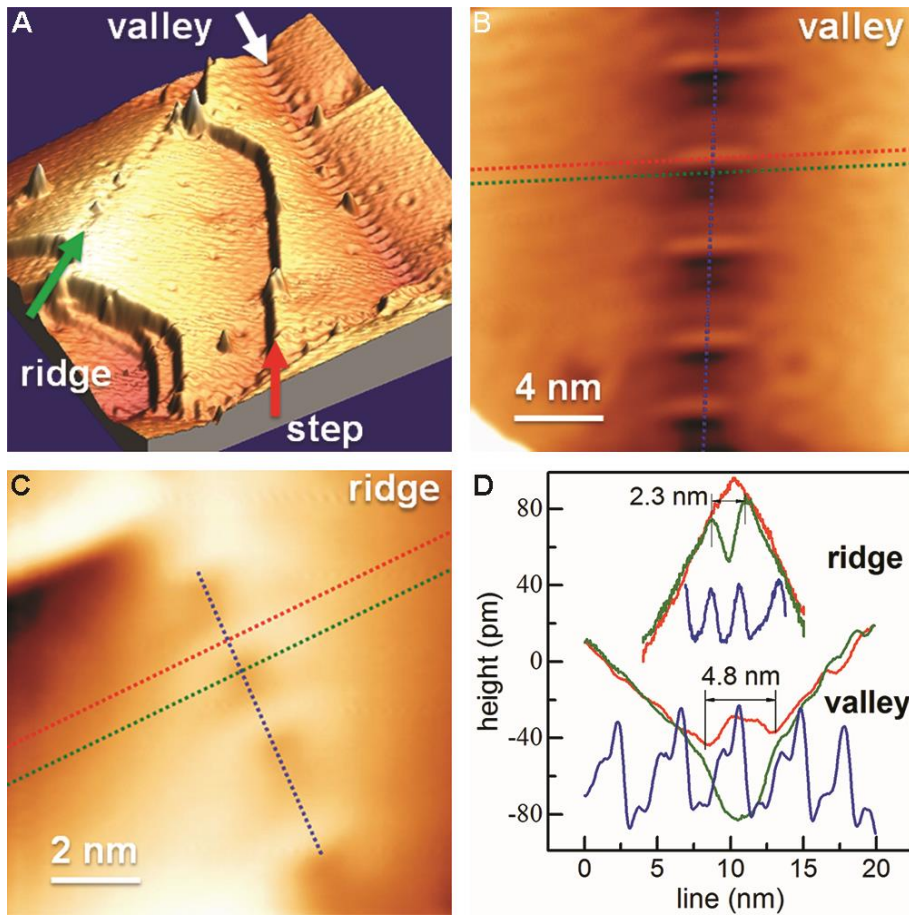 A
valley
ridge
step
B
valley
4 nm
C
ridge
2 nm
D
80
40
0
-40
-80
height (pm)
2.3 nm
ridge
4.8 nm
valley
0 5 10 15 20
line (nm)